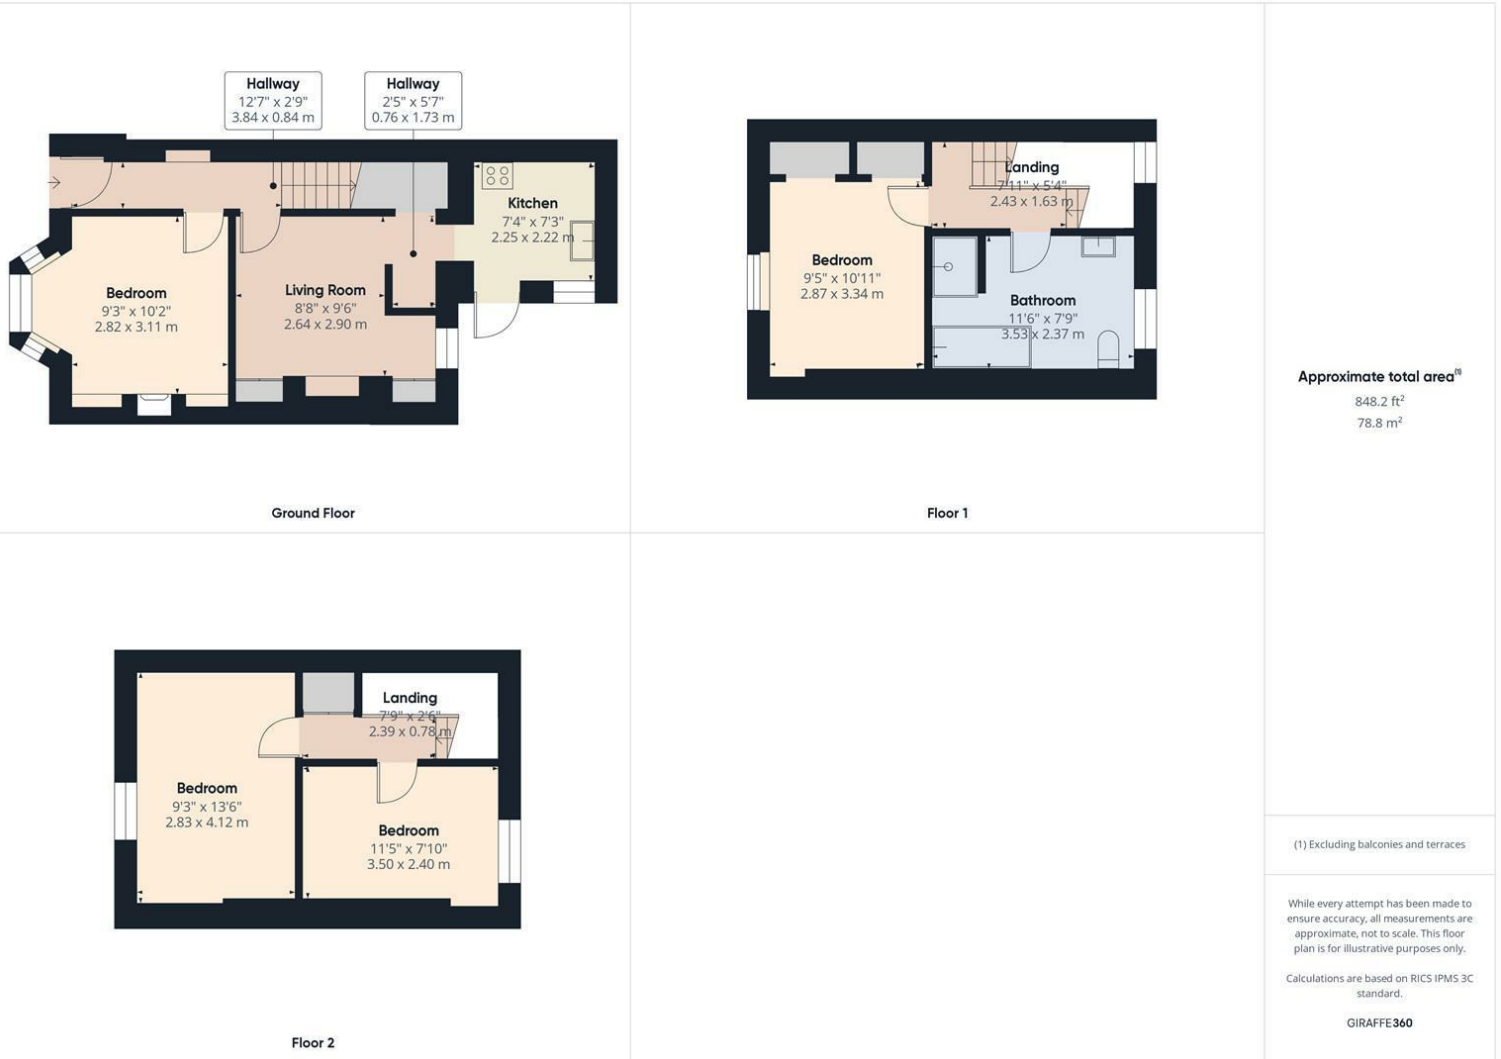 Hallway
12'7" x 2'9"
3.84 x 0.84 m
Hallway
2'5" x 5'7"
0.76 x 1.73 m
Kitchen
7'4" x 7'3"
2.25 x 2.22 m
Bedroom
9'3" x 10'2"
2.82 x 3.11 m
Living Room
8'8" x 9'6"
2.64 x 2.90 m
Ground Floor
Landing
7'11" x 5'4"
2.43 x 1.63 m
Bedroom
9'5" x 10'11"
2.87 x 3.34 m
Bathroom
11'6" x 7'9"
3.53 x 2.37 m
Floor 1
Landing
7'9" x 2'6"
2.39 x 0.78 m
Bedroom
9'3" x 13'6"
2.83 x 4.12 m
Bedroom
11'5" x 7'10"
3.50 x 2.40 m
Floor 2
Approximate total area(1)
848.2 ft²
78.8 m²
(1) Excluding balconies and terraces
While every attempt has been made to
ensure accuracy, all measurements are
approximate, not to scale. This floor
plan is for illustrative purposes only.
Calculations are based on RICS IPMS 3C
standard.
GIRAFFE360